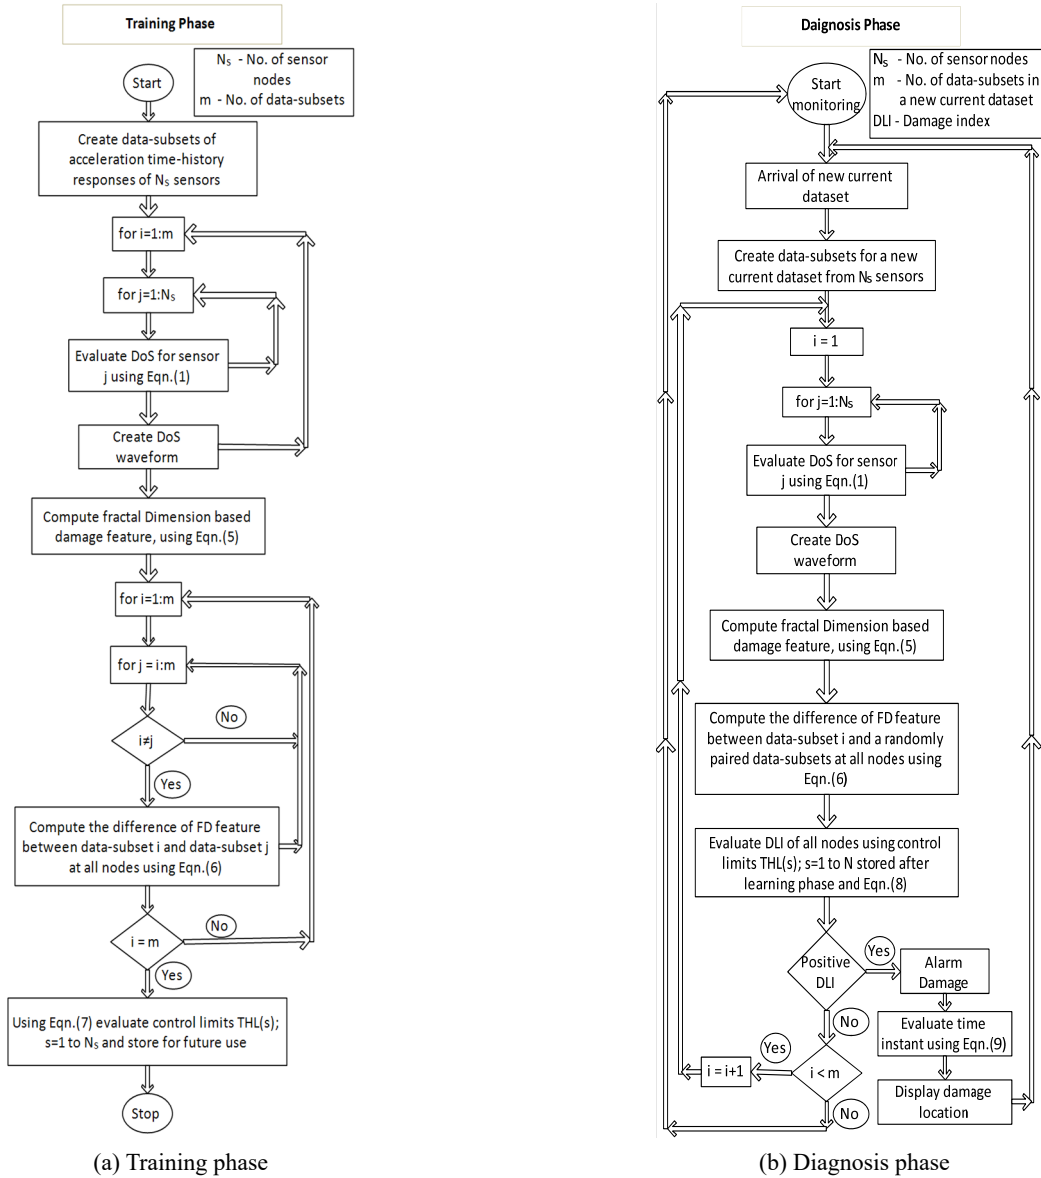 Training Phase
N_S - No. of sensor
nodes
m - No. of data-subsets
Start
Create data-subsets of
acceleration time-history
responses of N_S sensors
for i=1:m
for j=1:N_S
Evaluate DoS for sensor
j using Eqn.(1)
Create DoS
waveform
Compute fractal Dimension based
damage feature, using Eqn.(5)
for i=1:m
for j = i:m
i≠j
No
Yes
Compute the difference of FD feature
between data-subset i and data-subset j
at all nodes using Eqn.(6)
i = m
No
Yes
Using Eqn.(7) evaluate control limits THL(s);
s=1 to N_S and store for future use
Stop
(a) Training phase
Daignosis Phase
N_S - No. of sensor nodes
m - No. of data-subsets in
a new current dataset
DLI - Damage index
Start
monitoring
Arrival of new current
dataset
Create data-subsets for a new
current dataset from N_S sensors
i = 1
for j=1:N_S
Evaluate DoS for sensor
j using Eqn.(1)
Create DoS
waveform
Compute fractal Dimension based
damage feature, using Eqn.(5)
Compute the difference of FD feature
between data-subset i and a randomly
paired data-subsets at all nodes using
Eqn.(6)
Evaluate DLI of all nodes using control
limits THL(s); s=1 to N stored after
learning phase and Eqn.(8)
Positive
DLI
Yes
Alarm
Damage
No
Evaluate time
instant using Eqn.(9)
Display damage
location
i < m
Yes
i = i+1
No
(b) Diagnosis phase